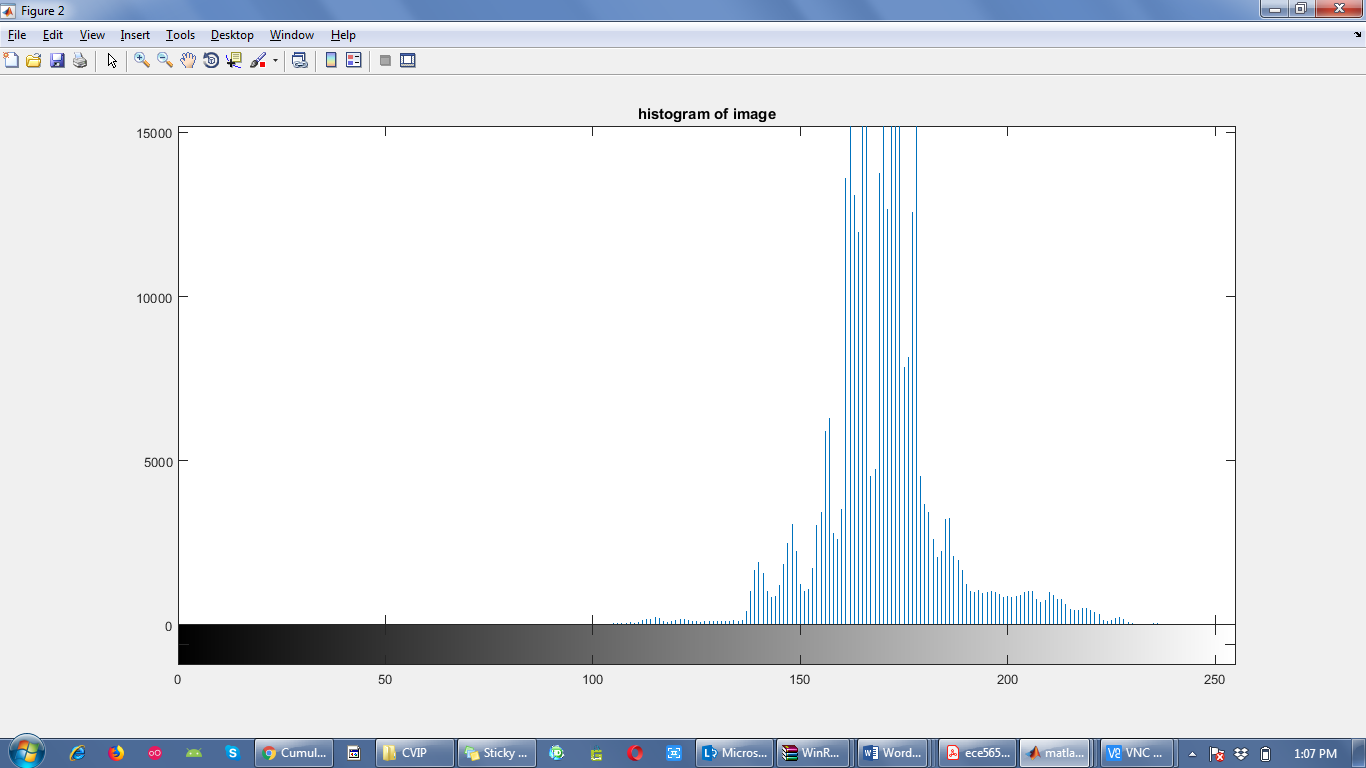 Figure 2
File Edit View Insert Tools Desktop Window Help
histogram of image
15000
10000
5000
0
0 50 100 150 200 250
Cumul... CVIP Sticky ... Micros... WinR... Word... ece565... matla... VNC ... 1:07 PM